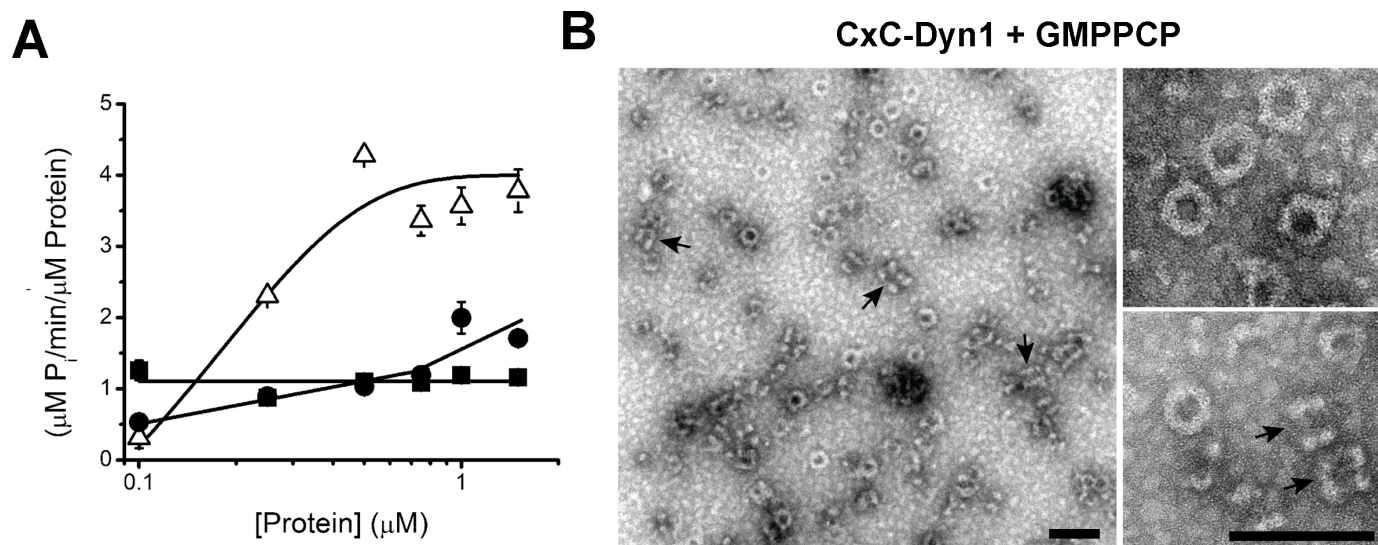 A
B
CxC-Dyn1 + GMPPCP
5
4
3
2
1
0
(μM Pi/min/μM Protein)
0.1
1
[Protein] (μM)